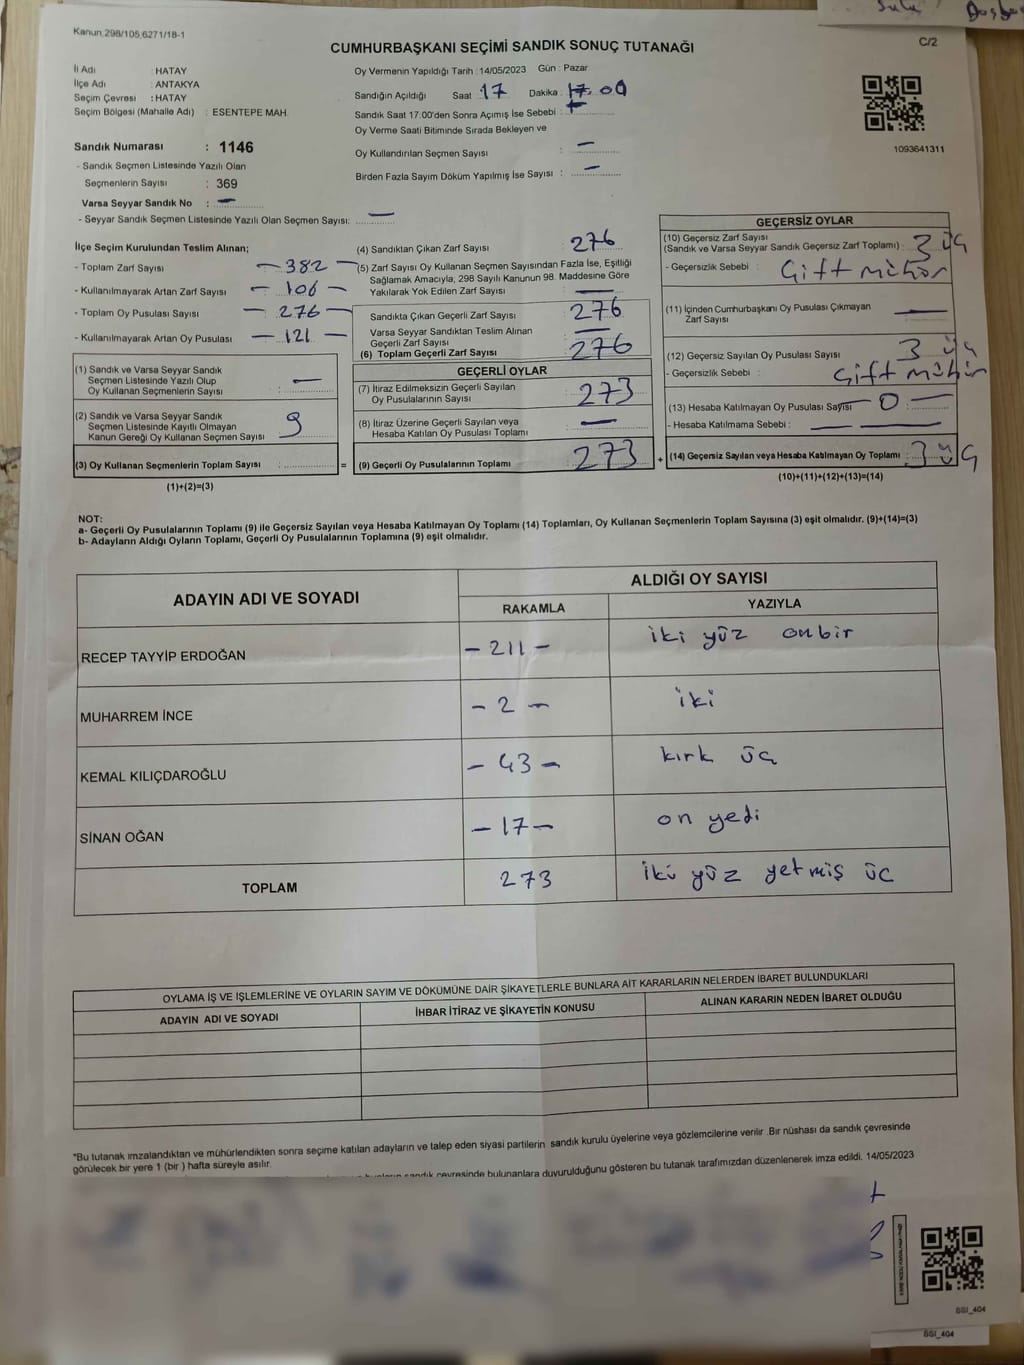 Sule Başba
Kanun,298/105,6271/18-1
C/2
CUMHURBAŞKANI SEÇİMİ SANDIK SONUÇ TUTANAĞI
İl Adı : HATAY
İlçe Adı : ANTAKYA
Seçim Çevresi : HATAY
Seçim Bölgesi (Mahalle Adı) : ESENTEPE MAH
Oy Vermenin Yapıldığı Tarih : 14/05/2023 Gün : Pazar
Sandığın Açıldığı Saat 17 Dakika : 17.00
Sandık Saat 17:00'den Sonra Açımış İse Sebebi : —
Oy Verme Saati Bitiminde Sırada Bekleyen ve
Oy Kullandırılan Seçmen Sayısı : —
Birden Fazla Sayım Döküm Yapılmış İse Sayısı : —
1093641311
Sandık Numarası : 1146
- Sandık Seçmen Listesinde Yazılı Olan
Seçmenlerin Sayısı : 369
Varsa Seyyar Sandık No : —
- Seyyar Sandık Seçmen Listesinde Yazılı Olan Seçmen Sayısı: —
İlçe Seçim Kurulundan Teslim Alınan;
- Toplam Zarf Sayısı — 382 —
- Kullanılmayarak Artan Zarf Sayısı — 106 —
- Toplam Oy Pusulası Sayısı — 276 —
- Kullanılmayarak Artan Oy Pusulası — 121 —
(1) Sandık ve Varsa Seyyar Sandık
Seçmen Listesinde Yazılı Olup
Oy Kullanan Seçmenlerin Sayısı : —
(2) Sandık ve Varsa Seyyar Sandık
Seçmen Listesinde Kayıtlı Olmayan
Kanun Gereği Oy Kullanan Seçmen Sayısı : 9
(3) Oy Kullanan Seçmenlerin Toplam Sayısı : =
(1)+(2)=(3)
(4) Sandıktan Çıkan Zarf Sayısı 276
(5) Zarf Sayısı Oy Kullanan Seçmen Sayısından Fazla İse, Eşitliği
Sağlamak Amacıyla, 298 Sayılı Kanunun 98. Maddesine Göre
Yakılarak Yok Edilen Zarf Sayısı : —
Sandıkta Çıkan Geçerli Zarf Sayısı : 276
Varsa Seyyar Sandıktan Teslim Alınan
Geçerli Zarf Sayısı : —
(6) Toplam Geçerli Zarf Sayısı : 276
GEÇERLİ OYLAR
(7) İtiraz Edilmeksizin Geçerli Sayılan
Oy Pusulalarının Sayısı : 273
(8) İtiraz Üzerine Geçerli Sayılan veya
Hesaba Katılan Oy Pusulası Toplamı : —
(9) Geçerli Oy Pusulalarının Toplamı : 273 +
GEÇERSİZ OYLAR
(10) Geçersiz Zarf Sayısı
(Sandık ve Varsa Seyyar Sandık Geçersiz Zarf Toplamı) : 3 üç
- Geçersizlik Sebebi : Çift mühür
(11) İçinden Cumhurbaşkanı Oy Pusulası Çıkmayan
Zarf Sayısı : —
(12) Geçersiz Sayılan Oy Pusulası Sayısı : 3 üç
- Geçersizlik Sebebi : Çift mühür
(13) Hesaba Katılmayan Oy Pusulası Sayısı — 0 —
- Hesaba Katılmama Sebebi : — —
(14) Geçersiz Sayılan veya Hesaba Katılmayan Oy Toplamı : 3 üç
(10)+(11)+(12)+(13)=(14)
NOT:
a- Geçerli Oy Pusulalarının Toplamı (9) ile Geçersiz Sayılan veya Hesaba Katılmayan Oy Toplamı (14) Toplamları, Oy Kullanan Seçmenlerin Toplam Sayısına (3) eşit olmalıdır. (9)+(14)=(3)
b- Adayların Aldığı Oyların Toplamı, Geçerli Oy Pusulalarının Toplamına (9) eşit olmalıdır.
ADAYIN ADI VE SOYADI
ALDIĞI OY SAYISI
RAKAMLA YAZIYLA
RECEP TAYYİP ERDOĞAN - 211 - iki yüz onbir
MUHARREM İNCE - 2 - iki
KEMAL KILIÇDAROĞLU - 43 - kırk üç
SİNAN OĞAN - 17 - on yedi
TOPLAM 273 iki yüz yetmiş üç
OYLAMA İŞ VE İŞLEMLERİNE VE OYLARIN SAYIM VE DÖKÜMÜNE DAİR ŞİKAYETLERLE BUNLARA AİT KARARLARIN NELERDEN İBARET BULUNDUKLARI
ADAYIN ADI VE SOYADI İHBAR İTİRAZ VE ŞİKAYETİN KONUSU ALINAN KARARIN NEDEN İBARET OLDUĞU
*Bu tutanak imzalandıktan ve mühürlendikten sonra seçime katılan adayların ve talep eden siyasi partilerin sandık kurulu üyelerine veya gözlemcilerine verilir .Bir nüshası da sandık çevresinde
görülecek bir yere 1 (bir ) hafta süreyle asılır.
sandık çevresinde bulunanlara duyurulduğunu gösteren bu tutanak tarafımızdan düzenlenerek imza edildi. 14/05/2023
SSI_404
SSI_404